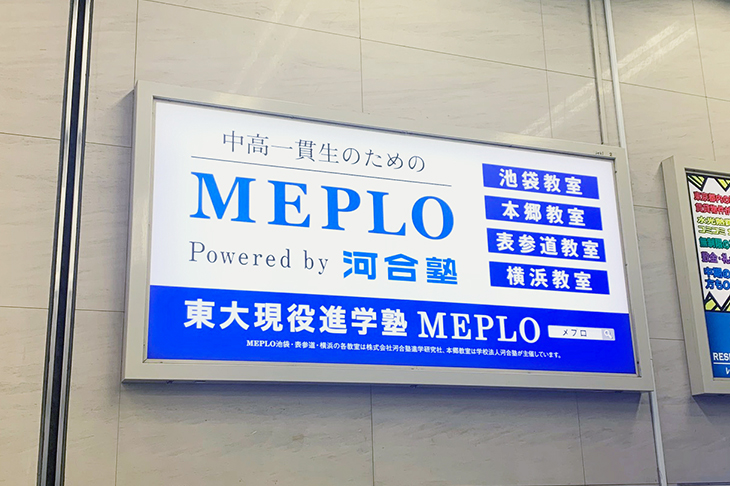 中高一貫生のための
MEPLO
Powered by 河合塾
池袋教室
本郷教室
表参道教室
横浜教室
東大現役進学塾 MEPLO
メプロ
MEPLO池袋・表参道・横浜の各教室は株式会社河合塾進学研究社、本郷教室は学校法人河合塾が主催しています。
RES